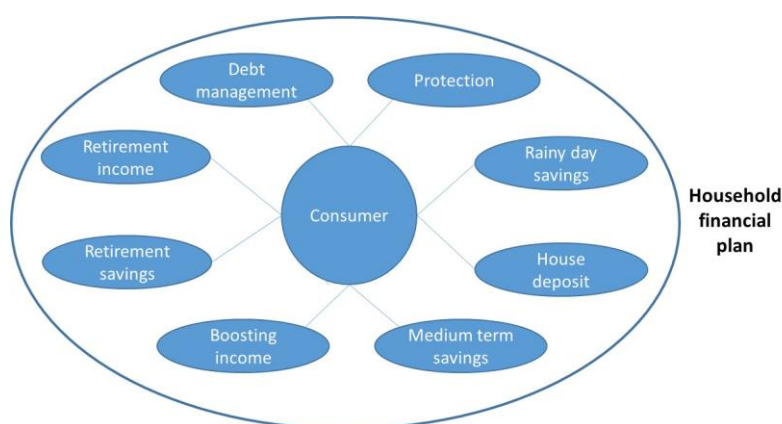 Debt
management
Protection
Retirement
income
Rainy day
savings
Consumer
Household
financial
plan
Retirement
savings
House
deposit
Boosting
income
Medium term
savings